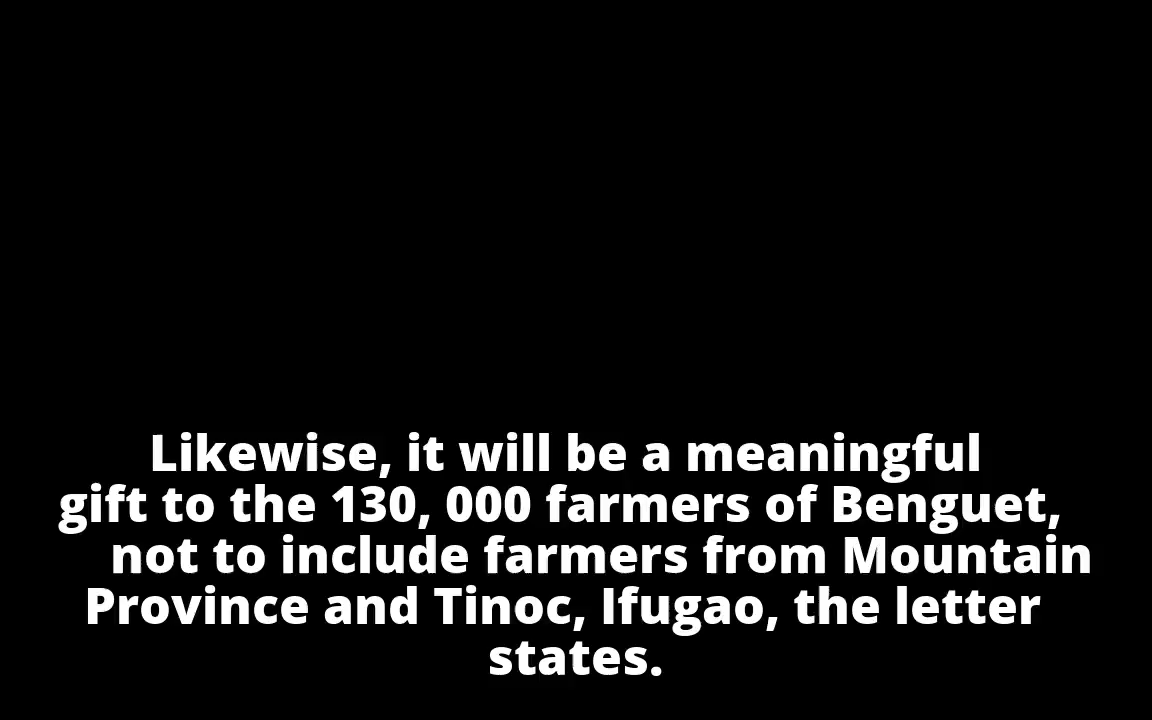 Likewise, it will be a meaningful
gift to the 130, 000 farmers of Benguet,
not to include farmers from Mountain
Province and Tinoc, Ifugao, the letter
states.